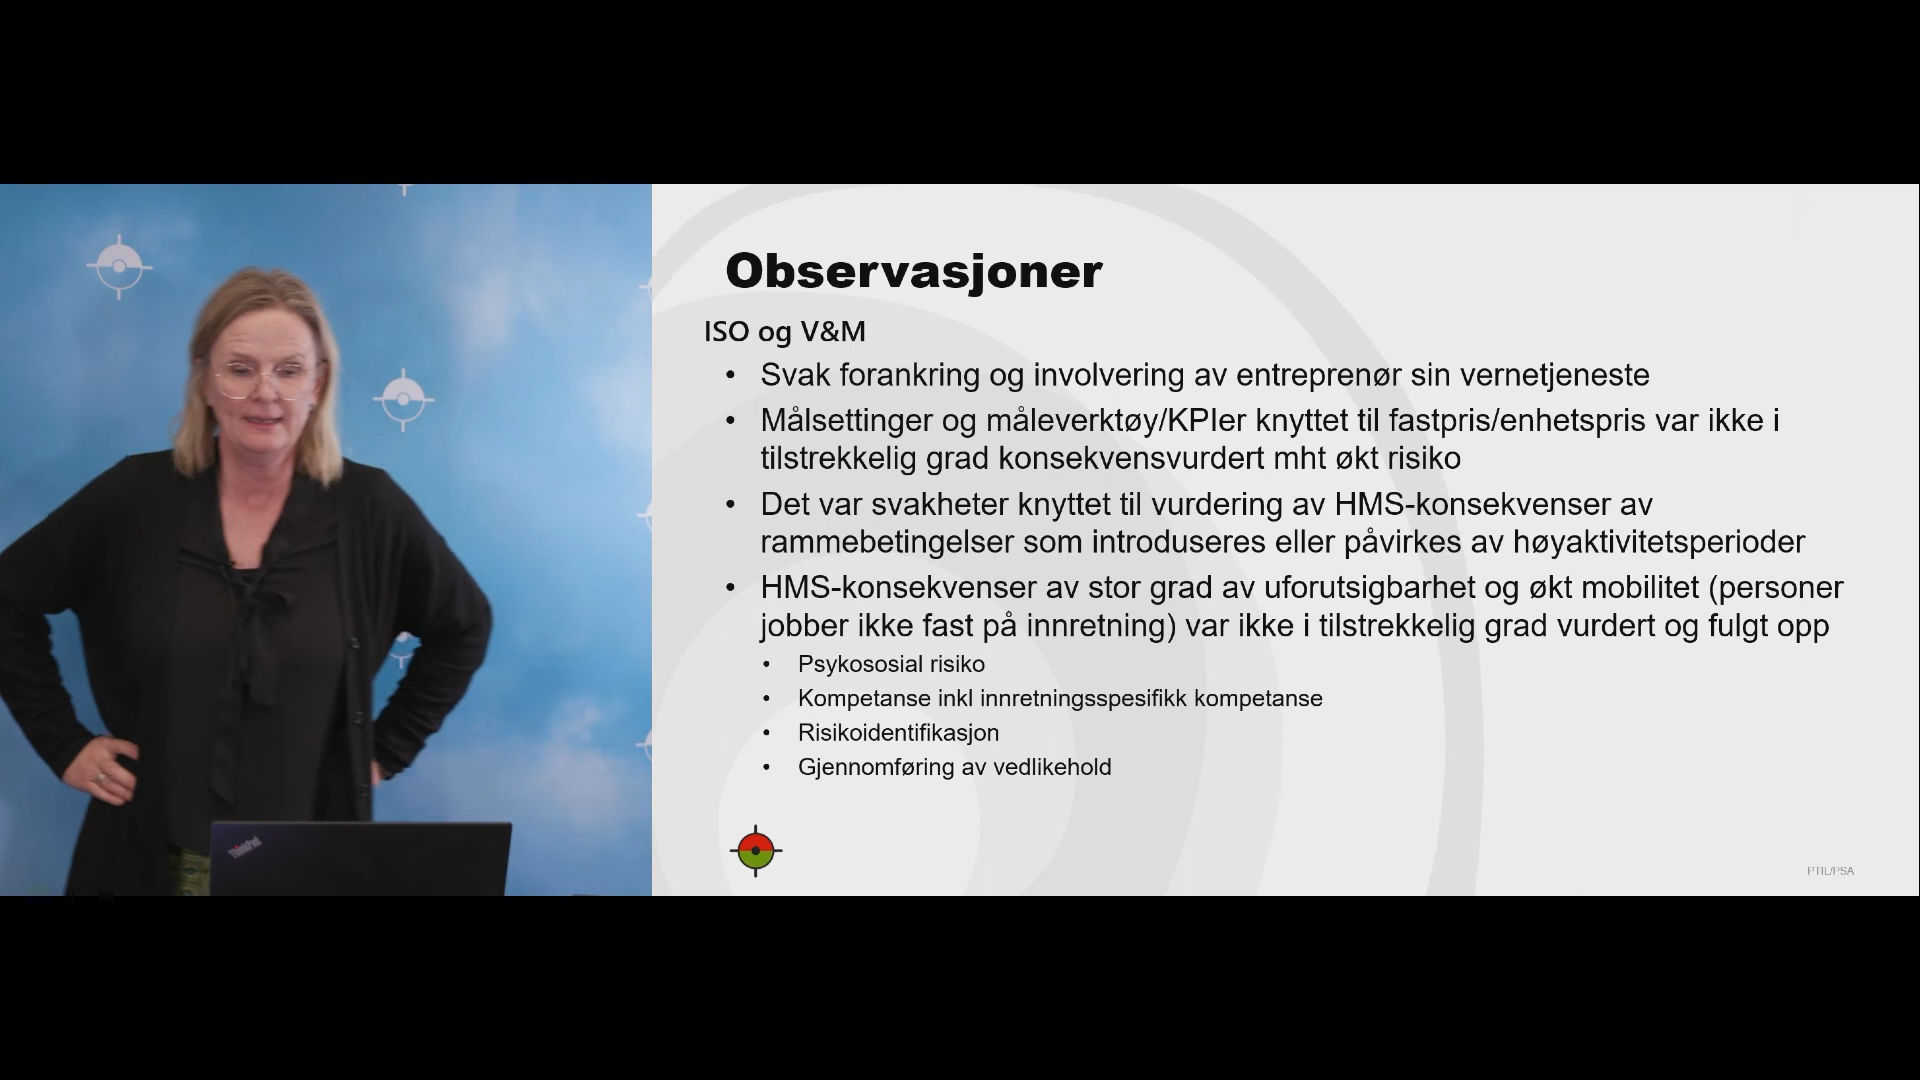 Observasjoner
ISO og V&M
• Svak forankring og involvering av entreprenør sin vernetjeneste
• Målsettinger og måleverktøy/KPIer knyttet til fastpris/enhetspris var ikke i
tilstrekkelig grad konsekvensvurdert mht økt risiko
• Det var svakheter knyttet til vurdering av HMS-konsekvenser av
rammebetingelser som introduseres eller påvirkes av høyaktivitetsperioder
• HMS-konsekvenser av stor grad av uforutsigbarhet og økt mobilitet (personer
jobber ikke fast på innretning) var ikke i tilstrekkelig grad vurdert og fulgt opp
• Psykososial risiko
• Kompetanse inkl innretningsspesifikk kompetanse
• Risikoidentifikasjon
• Gjennomføring av vedlikehold
PTIL/PSA
ThinkPad